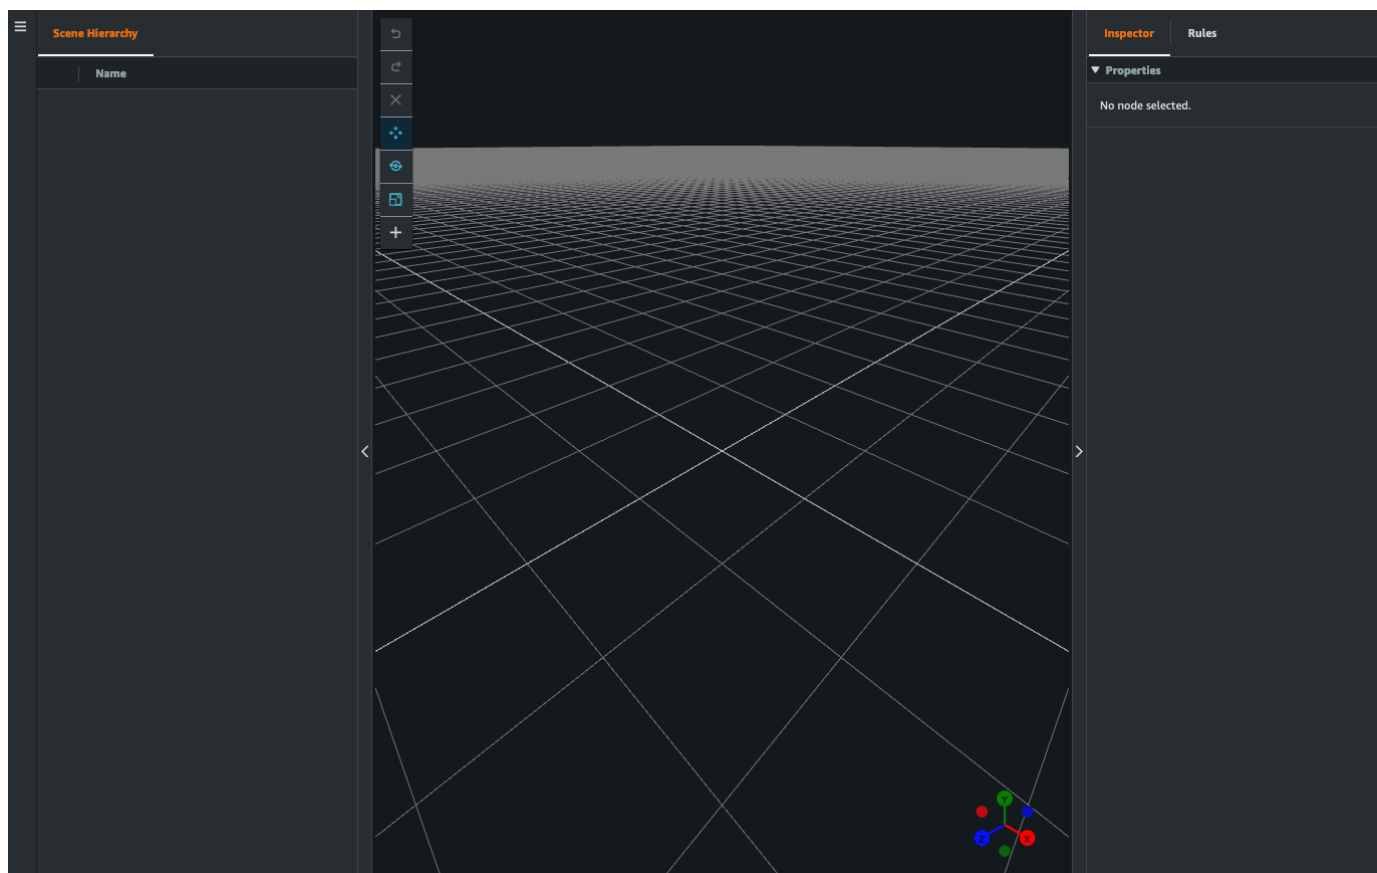 Scene Hierarchy
Name
Inspector
Rules
Properties
No node selected.
Y
Z
X